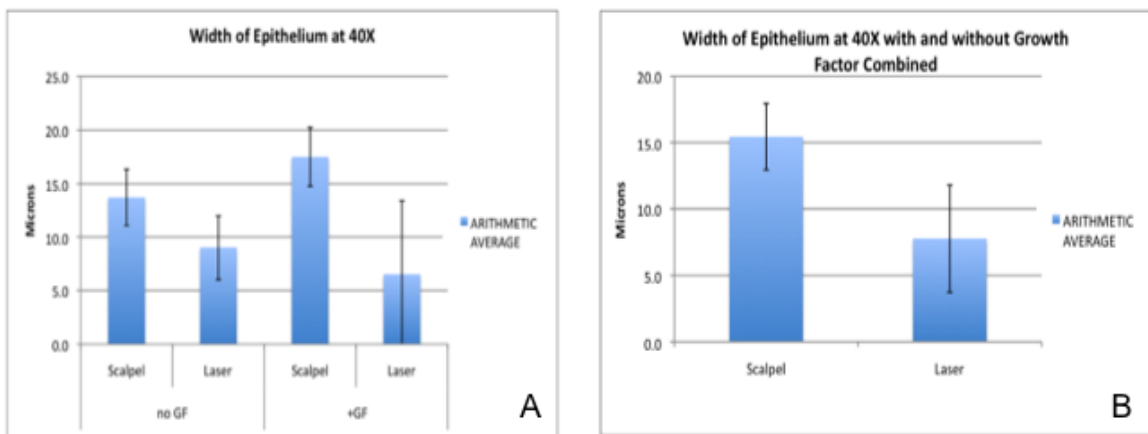 Width of Epithelium at 40X
25.0
20.0
15.0
10.0
5.0
0.0
Microns
Scalpel Laser Scalpel Laser
no GF +GF
ARITHMETIC
AVERAGE
A
Width of Epithelium at 40X with and without Growth
Factor Combined
20.0
15.0
10.0
5.0
0.0
Microns
Scalpel Laser
ARITHMETIC
AVERAGE
B